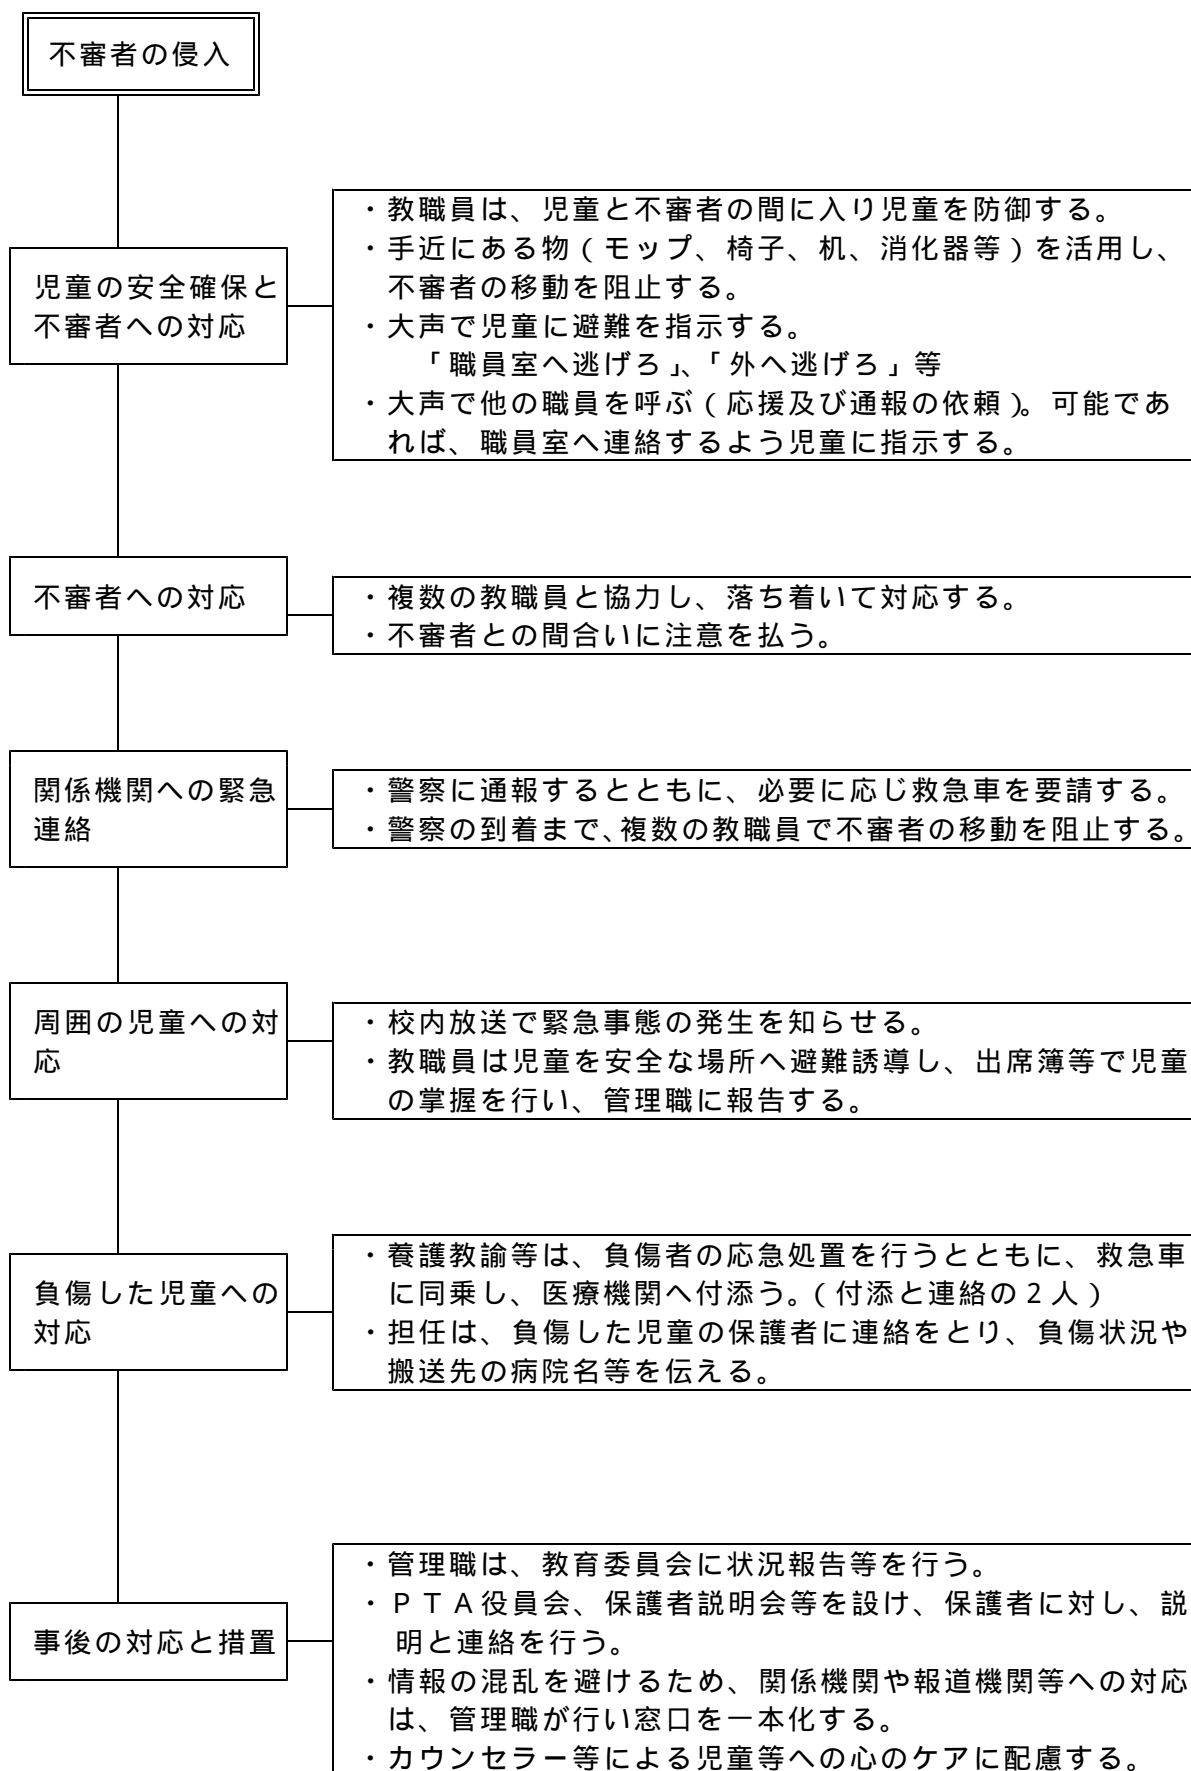 不審者の侵入
児童の安全確保と
不審者への対応
・教職員は、児童と不審者の間に入り児童を防御する。
・手近にある物(モップ、椅子、机、消化器等)を活用し、
不審者の移動を阻止する。
・大声で児童に避難を指示する。
「職員室へ逃げろ」、「外へ逃げろ」等
・大声で他の職員を呼ぶ(応援及び通報の依頼)。可能であ
れば、職員室へ連絡するよう児童に指示する。
不審者への対応
・複数の教職員と協力し、落ち着いて対応する。
・不審者との間合いに注意を払う。
関係機関への緊急
連絡
・警察に通報するとともに、必要に応じ救急車を要請する。
・警察の到着まで、複数の教職員で不審者の移動を阻止する。
周囲の児童への対
応
・校内放送で緊急事態の発生を知らせる。
・教職員は児童を安全な場所へ避難誘導し、出席簿等で児童
の掌握を行い、管理職に報告する。
負傷した児童への
対応
・養護教諭等は、負傷者の応急処置を行うとともに、救急車
に同乗し、医療機関へ付添う。(付添と連絡の2人)
・担任は、負傷した児童の保護者に連絡をとり、負傷状況や
搬送先の病院名等を伝える。
事後の対応と措置
・管理職は、教育委員会に状況報告等を行う。
・PTA役員会、保護者説明会等を設け、保護者に対し、説
明と連絡を行う。
・情報の混乱を避けるため、関係機関や報道機関等への対応
は、管理職が行い窓口を一本化する。
・カウンセラー等による児童等への心のケアに配慮する。